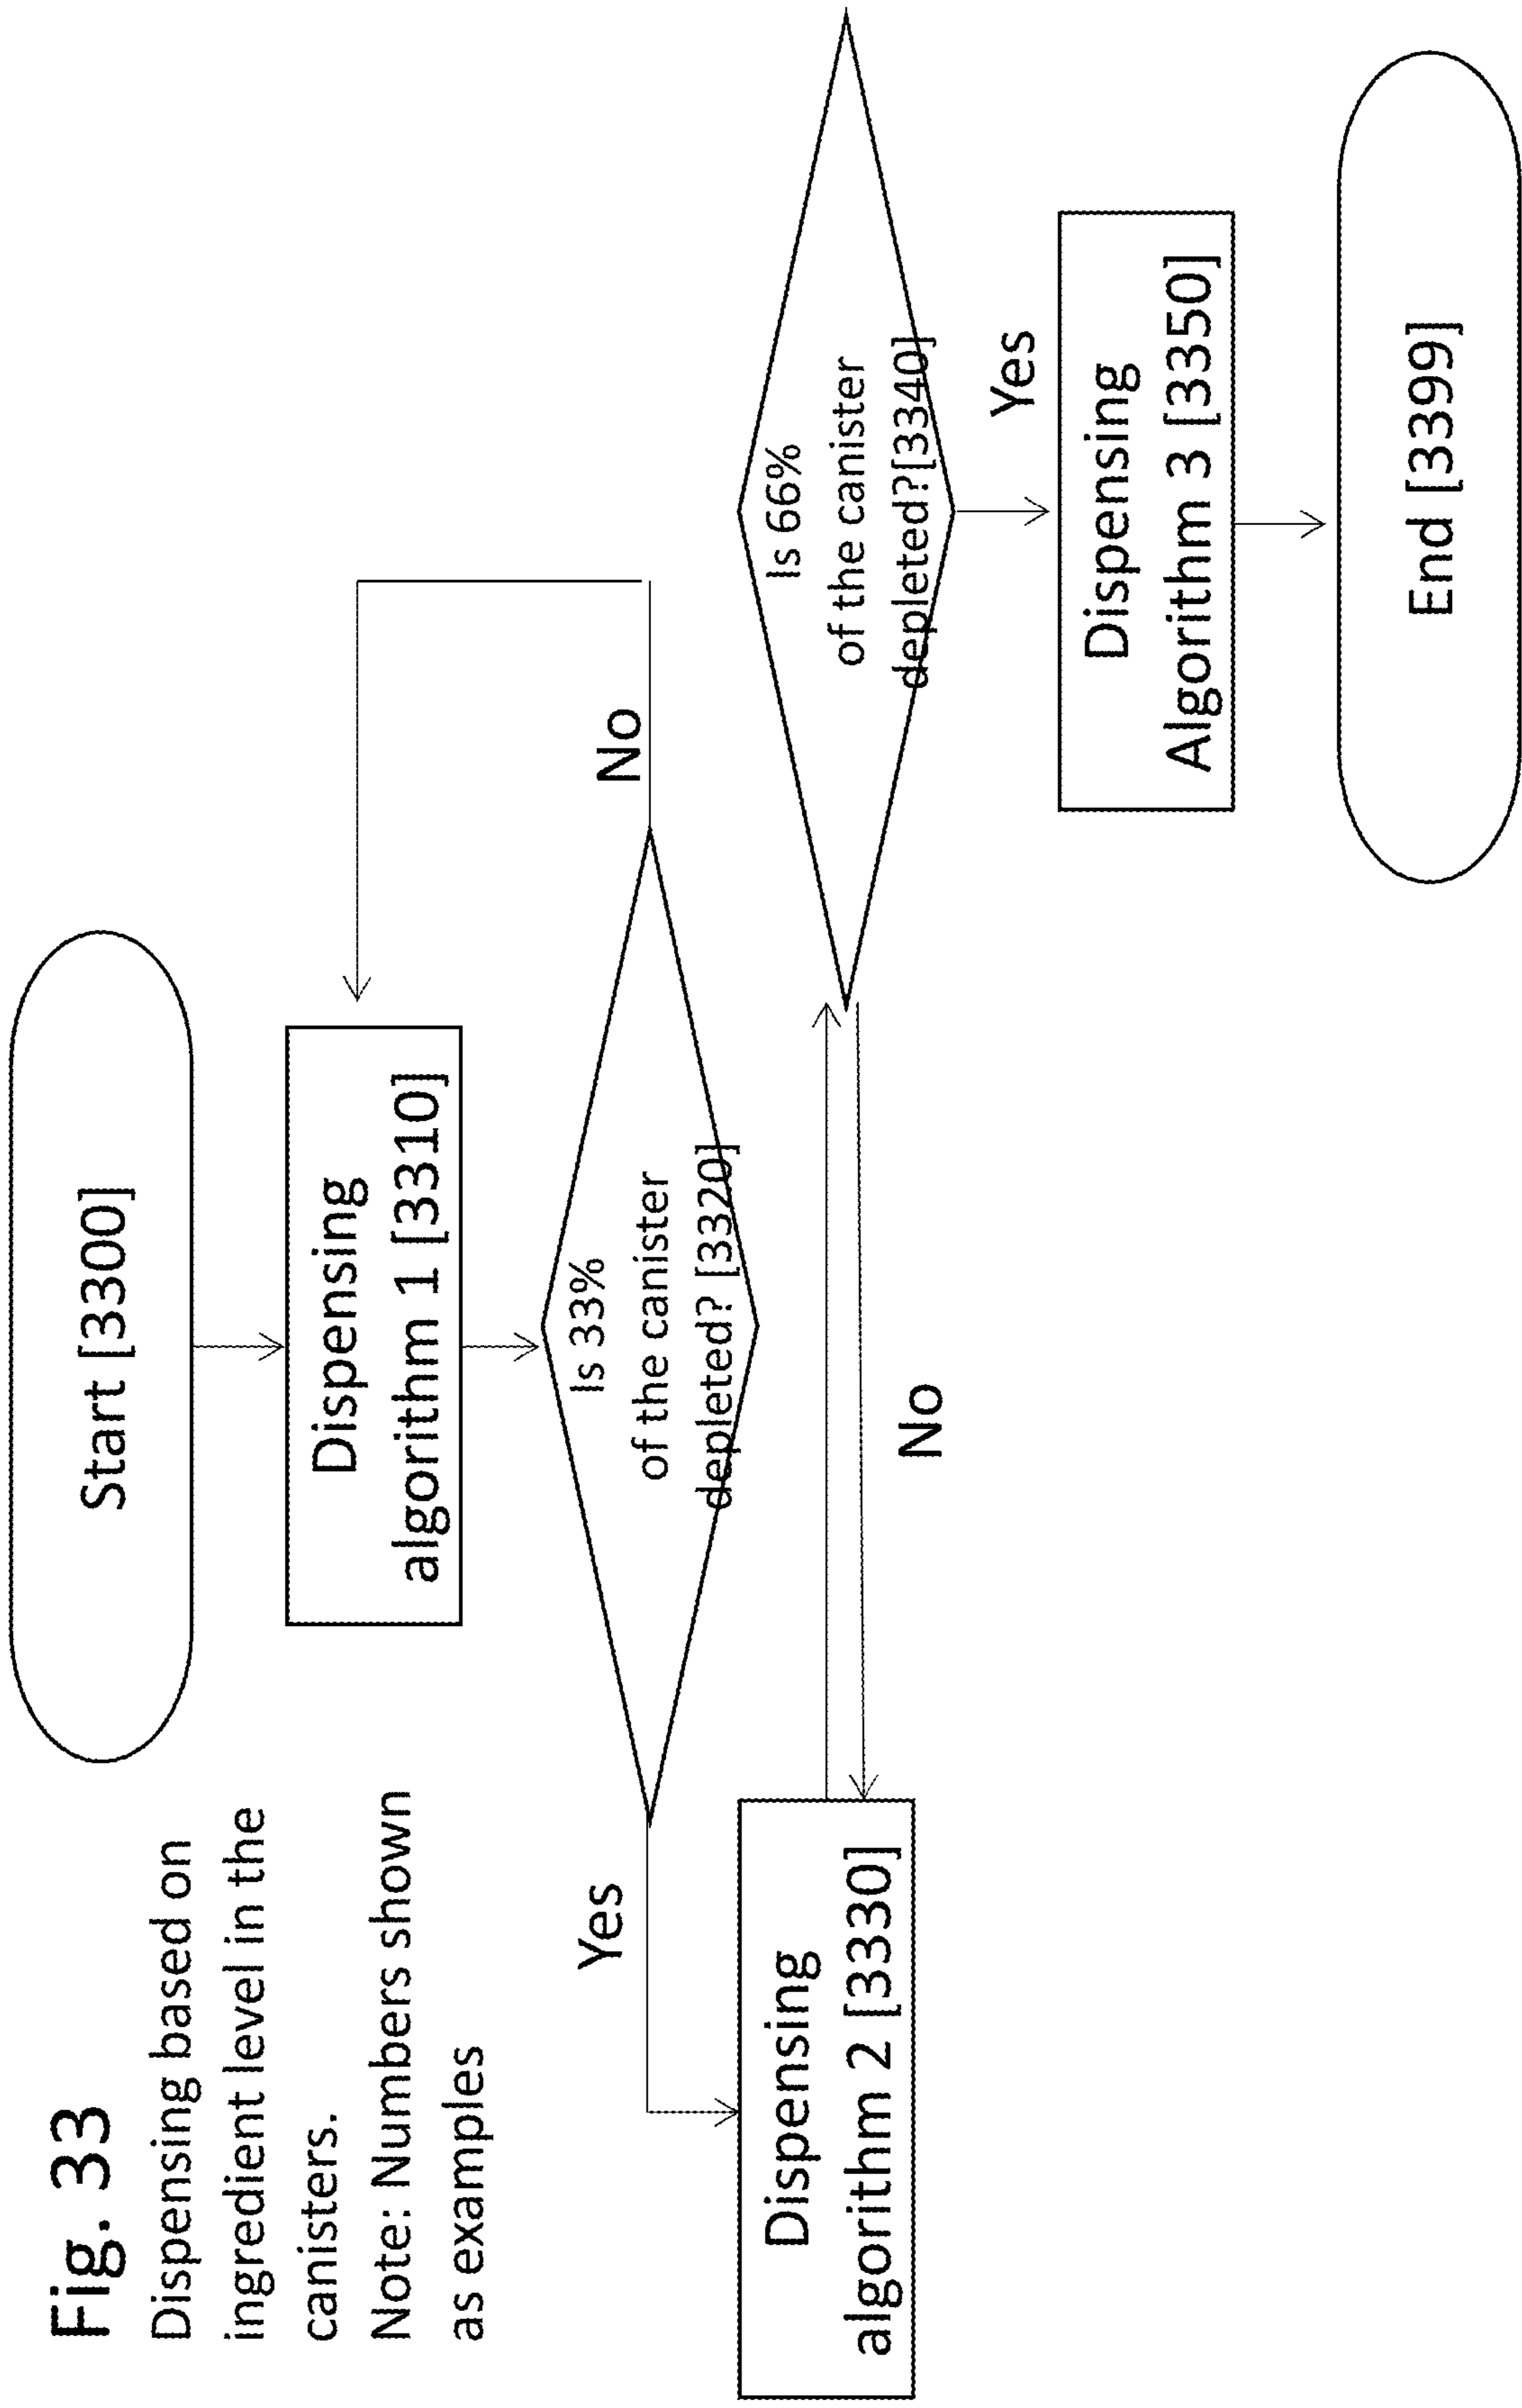 Fig. 33
Dispensing based on
ingredient level in the
canisters.
Note: Numbers shown
as examples
Start [3300]
Dispensing
algorithm 1 [3310]
Is 33%
of the canister
depleted? [3320]
No
Yes
Dispensing
algorithm 2 [3330]
No
Is 66%
of the canister
depleted?[3340]
Yes
Dispensing
Algorithm 3 [3350]
End [3399]